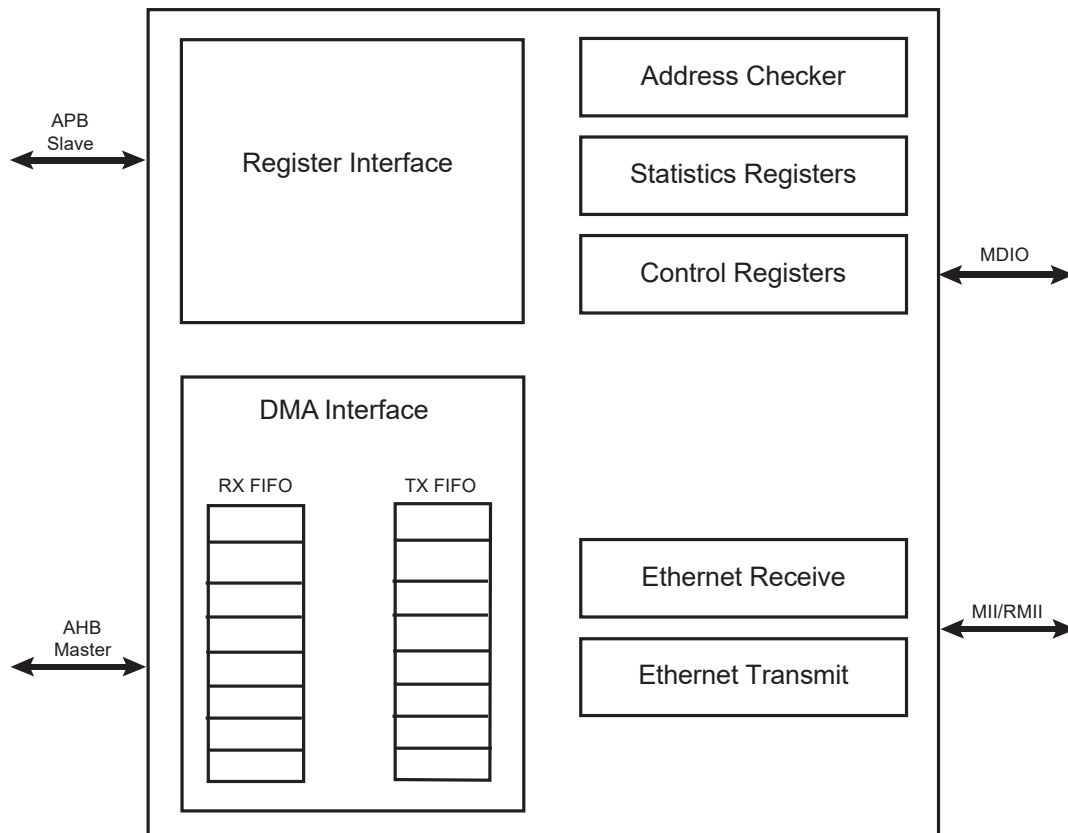 APB
Slave
Register Interface
Address Checker
Statistics Registers
Control Registers
MDIO
DMA Interface
RX FIFO
TX FIFO
AHB
Master
Ethernet Receive
Ethernet Transmit
MII/RMII